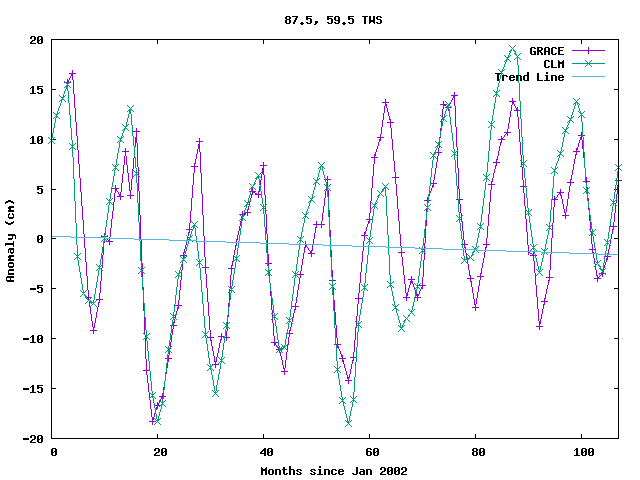 87.5, 59.5 TWS
GRACE
CLM
Trend Line
Anomaly (cm)
20
15
10
5
0
-5
-10
-15
-20
0 20 40 60 80 100
Months since Jan 2002